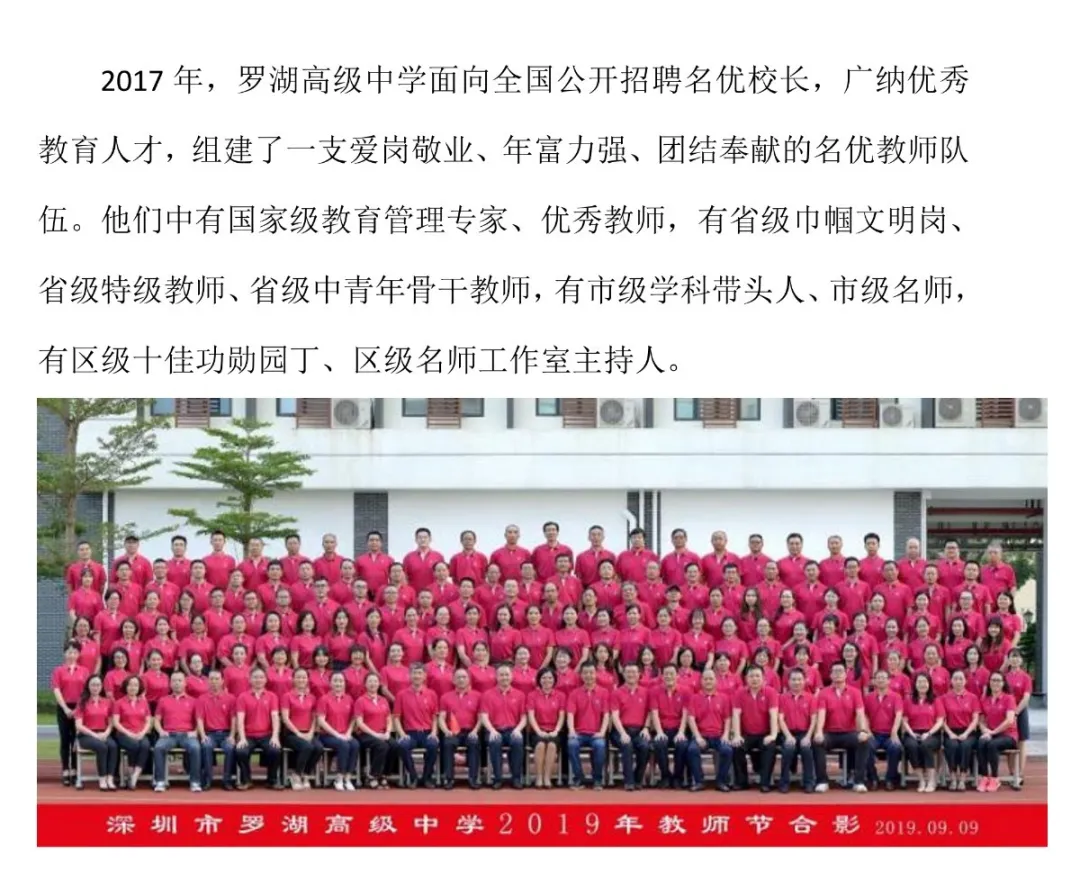 2017 年，罗湖高级中学面向全国公开招聘名优校长，广纳优秀
教育人才，组建了一支爱岗敬业、年富力强、团结奉献的名优教师队
伍。他们中有国家级教育管理专家、优秀教师，有省级巾帼文明岗、
省级特级教师、省级中青年骨干教师，有市级学科带头人、市级名师，
有区级十佳功勋园丁、区级名师工作室主持人。
深圳市罗湖高级中学2019年教师节合影 2019.09.09